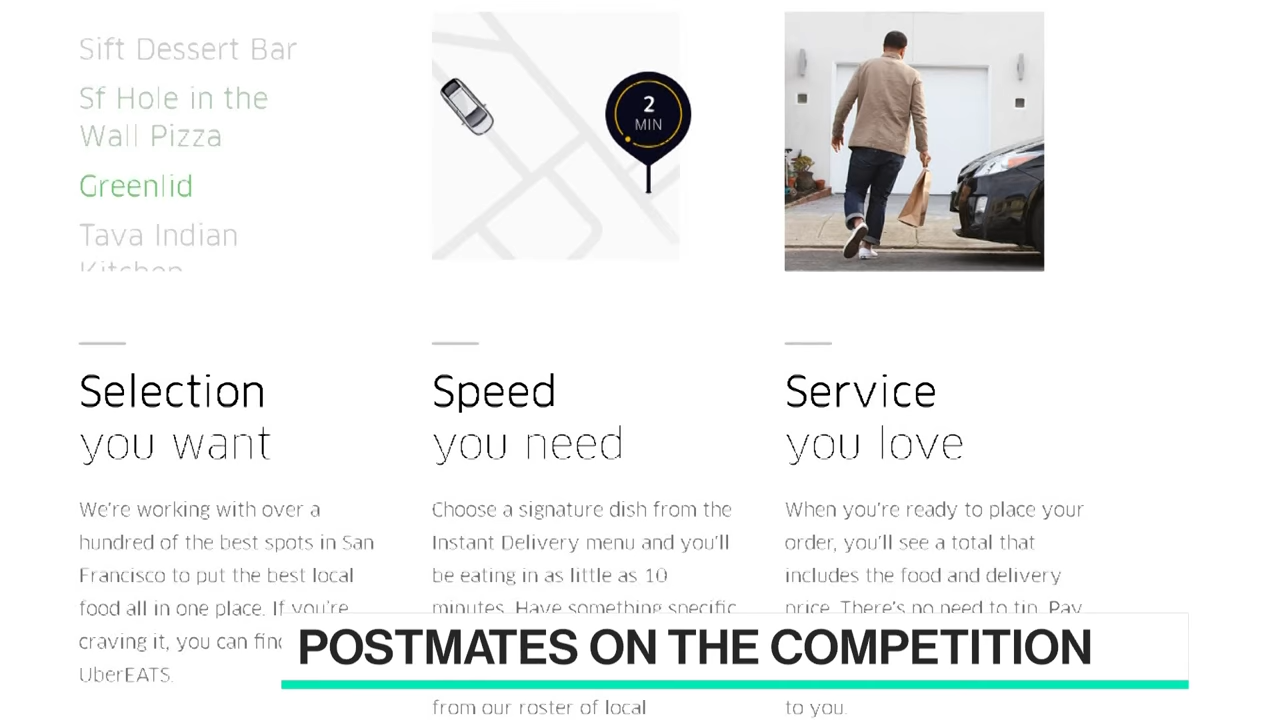 Sift Dessert Bar
Sf Hole in the
Wall Pizza
Greenlid
Tava Indian
Kitchen
2
MIN
Selection
you want
We're working with over a
hundred of the best spots in San
Francisco to put the best local
food all in one place. If you're
craving it, you can find
UberEATS.
Speed
you need
Choose a signature dish from the
Instant Delivery menu and you'll
be eating in as little as 10
minutes. Have something specific
from our roster of local
Service
you love
When you're ready to place your
order, you'll see a total that
includes the food and delivery
price. There's no need to tip. Pay
to you.
POSTMATES ON THE COMPETITION